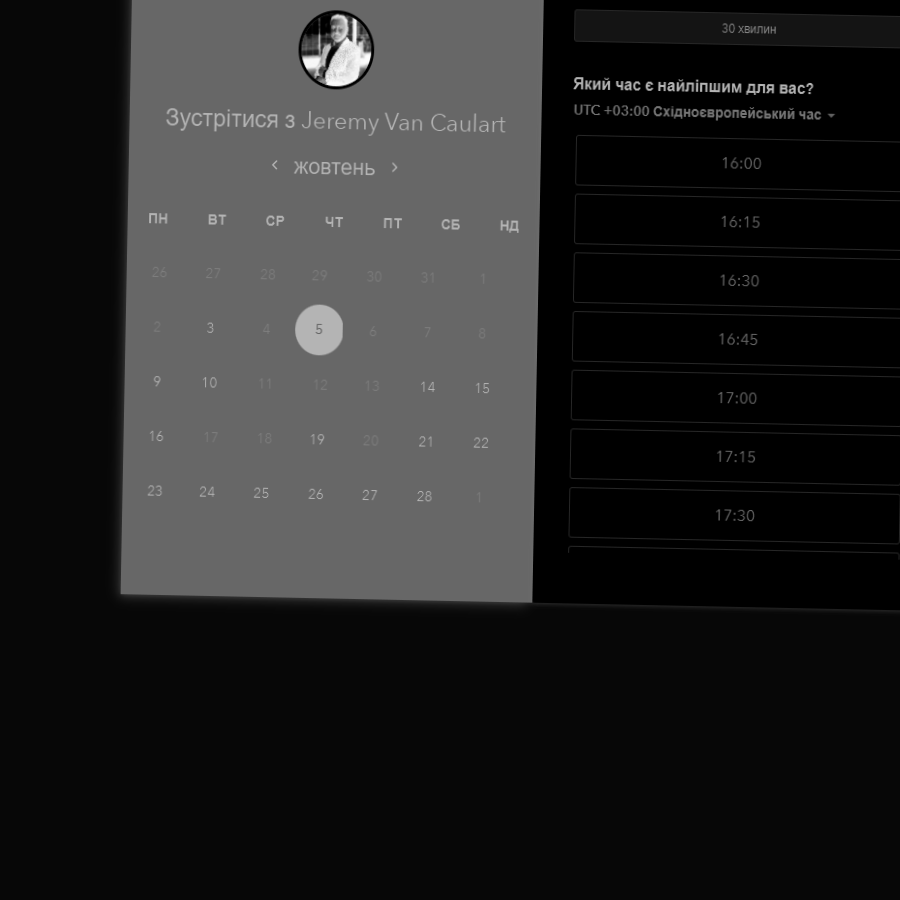 Зустрітися з Jeremy Van Caulart
жовтень
ПН ВТ СР ЧТ ПТ СБ НД
26 27 28 29 30 31 1
2 3 4 5 6 7 8
9 10 11 12 13 14 15
16 17 18 19 20 21 22
23 24 25 26 27 28 1
30 хвилин
Який час є найліпшим для вас?
UTC +03:00 Східноєвропейський час
16:00
16:15
16:30
16:45
17:00
17:15
17:30